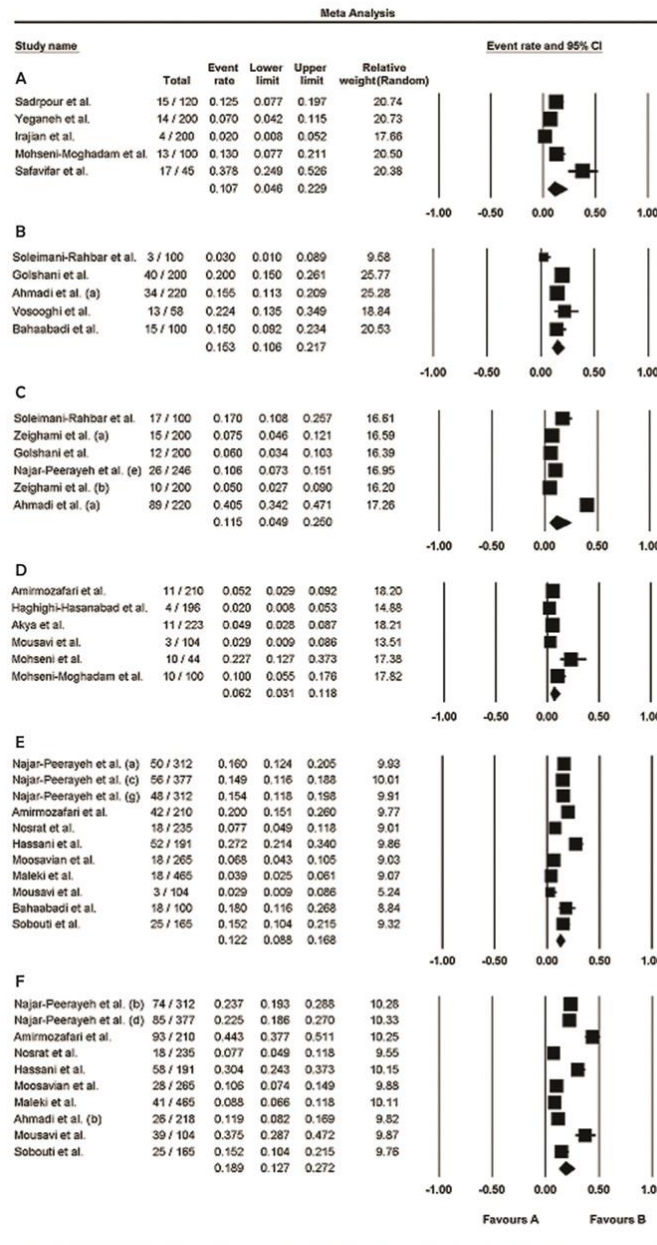 Meta Analysis
Study name Event rate and 95% CI
A Total Event rate Lower limit Upper limit Relative weight(Random)
Sadrpour et al. 15 / 120 0.125 0.077 0.197 20.74
Yeganeh et al. 14 / 200 0.070 0.042 0.115 20.73
Irajian et al. 4 / 200 0.020 0.008 0.052 17.66
Mohseni-Moghadam et al. 13 / 100 0.130 0.077 0.211 20.50
Safavifar et al. 17 / 45 0.378 0.249 0.526 20.38
0.107 0.046 0.229
-1.00 0.00 0.50 1.00
B
Soleimani-Rahbar et al. 3 / 100 0.030 0.010 0.089 9.58
Golshani et al. 40 / 200 0.200 0.150 0.261 25.77
Ahmadi et al. (a) 34 / 220 0.155 0.113 0.209 25.28
Vosooghi et al. 13 / 58 0.224 0.135 0.349 18.84
Bahaabadi et al. 15 / 100 0.150 0.092 0.234 20.53
0.153 0.106 0.217
-1.00 0.00 0.50 1.00
C
Soleimani-Rahbar et al. 17 / 100 0.170 0.108 0.257 16.61
Zeighami et al. (a) 15 / 200 0.075 0.046 0.121 16.59
Golsnami et al. 12 / 200 0.060 0.034 0.103 16.39
Najar-Peerayeh et al. (e) 26 / 246 0.106 0.073 0.151 16.95
Zeighami et al. (b) 10 / 200 0.050 0.027 0.090 16.20
Ahmadi et al. (a) 89 / 220 0.405 0.342 0.471 17.26
0.115 0.049 0.250
-1.00 0.00 0.50 1.00
D
Amirmozafari et al. 11 / 210 0.052 0.029 0.092 18.20
Haghighi-Hasanabad et al. 4 / 196 0.020 0.008 0.053 14.88
Akya et al. 11 / 223 0.049 0.028 0.087 18.21
Mousavi et al. 3 / 104 0.029 0.009 0.086 13.51
Mohseni et al. 10 / 44 0.227 0.127 0.373 17.38
Mohseni-Moghadam et al. 10 / 100 0.100 0.055 0.176 17.82
0.062 0.031 0.118
-1.00 0.00 0.50 1.00
E
Najar-Peerayeh et al. (a) 50 / 312 0.160 0.124 0.205 9.93
Najar-Peerayeh et al. (c) 56 / 377 0.149 0.116 0.188 10.01
Najar-Peerayeh et al. (g) 48 / 312 0.154 0.118 0.198 9.91
Amirmozafari et al. 42 / 210 0.200 0.151 0.260 9.77
Nosrat et al. 18 / 235 0.077 0.049 0.118 9.01
Hassani et al. 52 / 191 0.272 0.214 0.340 9.86
Moosavian et al. 18 / 265 0.068 0.043 0.105 9.03
Maleki et al. 18 / 465 0.039 0.025 0.061 9.07
Mousavi et al. 3 / 104 0.029 0.009 0.086 5.24
Bahaabadi et al. 18 / 100 0.180 0.116 0.268 8.84
Sobouti et al. 25 / 165 0.152 0.104 0.215 9.32
0.122 0.088 0.168
-1.00 0.00 0.50 1.00
F
Najar-Peerayeh et al. (b) 74 / 312 0.237 0.193 0.288 10.28
Najar-Peerayeh et al. (d) 85 / 377 0.225 0.186 0.270 10.33
Amirmozafari et al. 93 / 210 0.443 0.377 0.511 10.25
Nosrat et al. 18 / 235 0.077 0.049 0.118 9.55
Hassani et al. 58 / 191 0.304 0.243 0.373 10.15
Moosavian et al. 28 / 265 0.106 0.074 0.149 9.88
Maleki et al. 41 / 465 0.088 0.066 0.118 10.11
Ahmadi et al. (b) 26 / 218 0.119 0.082 0.169 9.82
Mousavi et al. 39 / 104 0.375 0.287 0.472 9.87
Sobouti et al. 25 / 165 0.152 0.104 0.215 9.76
0.189 0.127 0.272
-1.00 0.00 0.50 1.0
Favours A Favours B